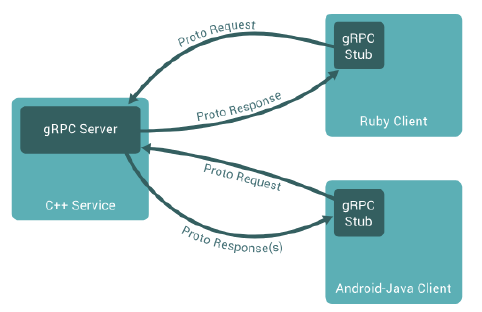 Proto Request
gRPC
Stub
Ruby Client
Proto Response
gRPC Server
C++ Service
Proto Request
gRPC
Stub
Proto Response(s)
Android-Java Client